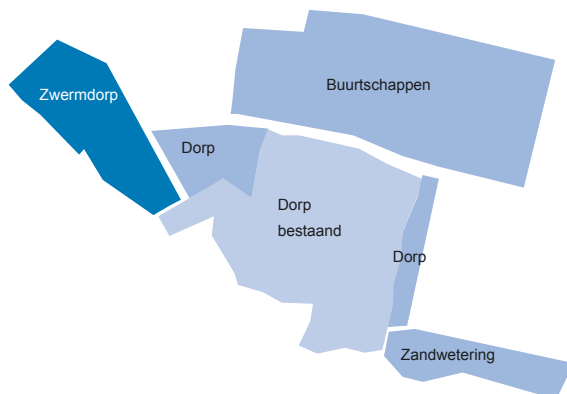 Buurtschappen
Zwermdorp
Dorp
Dorp
bestaand
Dorp
Zandwetering